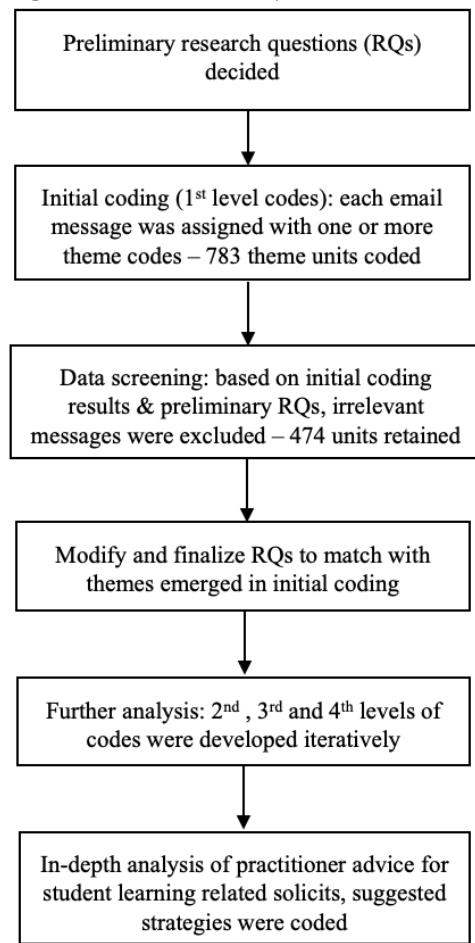 Preliminary research questions (RQs)
decided
Initial coding (1st level codes): each email
message was assigned with one or more
theme codes – 783 theme units coded
Data screening: based on initial coding
results & preliminary RQs, irrelevant
messages were excluded – 474 units retained
Modify and finalize RQs to match with
themes emerged in initial coding
Further analysis: 2nd , 3rd and 4th levels of
codes were developed iteratively
In-depth analysis of practitioner advice for
student learning related solicits, suggested
strategies were coded